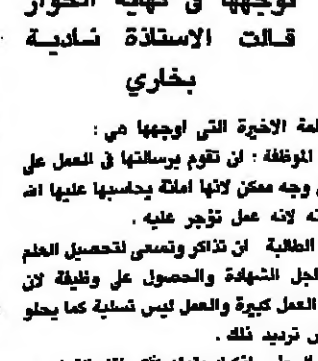 توجهها في نهاية الحوار
قالت الاستاذة نادية
بخاري
الاخيرة التي اوجهها هي :
الموظفة : ان تقوم برسالتها في العمل على
وجه ممكن لانها امانة يحاسبها عليها الله
لانه عمل تؤجر عليه .
الطالبة ان تذاكر وتسعى لتحصيل العلم
الشهادة والحصول على وظيفة لان
العمل كبيرة والعمل ليس تسلية كما يحلو
ترديد ذلك .